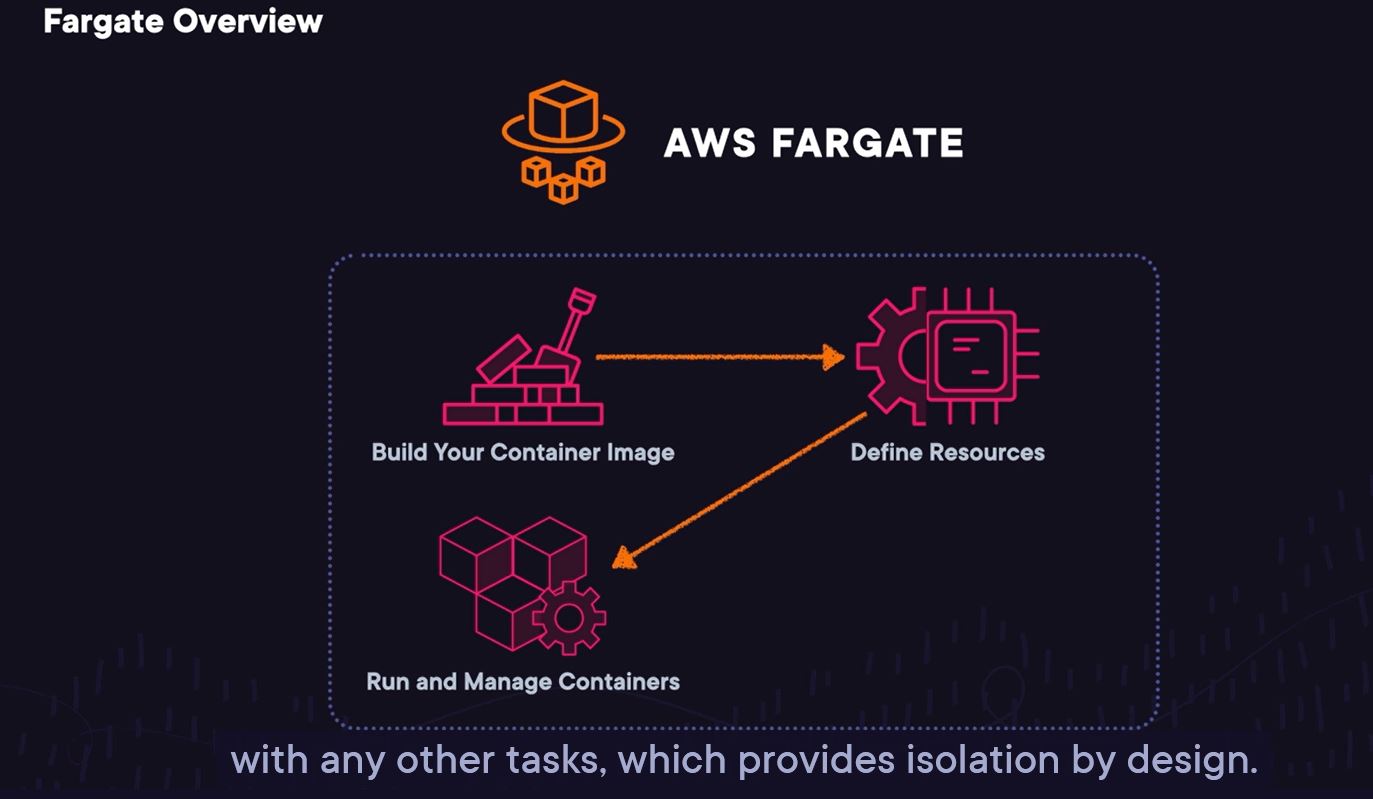 Fargate Overview
AWS FARGATE
Build Your Container Image
Define Resources
Run and Manage Containers
with any other tasks, which provides isolation by design.